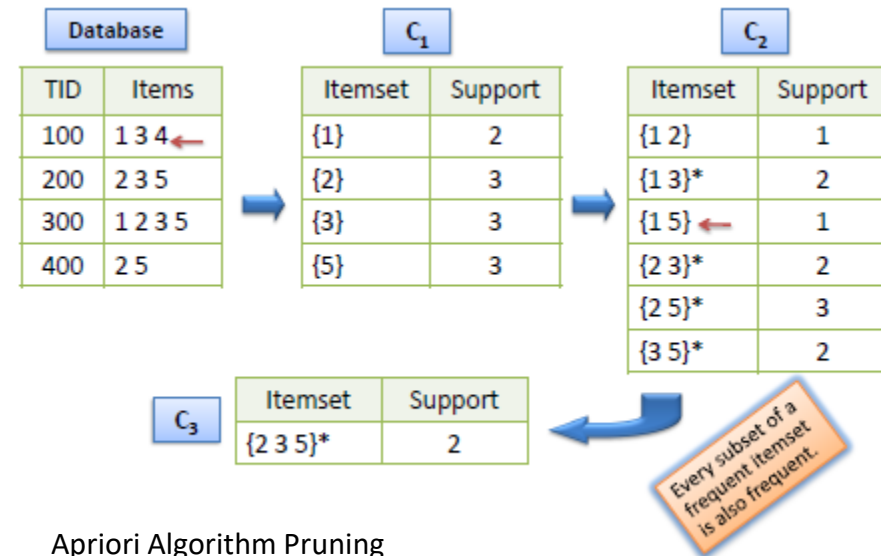 Database
TID Items
100 1 3 4
200 2 3 5
300 1 2 3 5
400 2 5
C1
Itemset Support
{1} 2
{2} 3
{3} 3
{5} 3
C2
Itemset Support
{1 2} 1
{1 3}* 2
{1 5} 1
{2 3}* 2
{2 5}* 3
{3 5}* 2
C3
Itemset Support
{2 3 5}* 2
Every subset of a
frequent itemset
is also frequent.
Apriori Algorithm Pruning